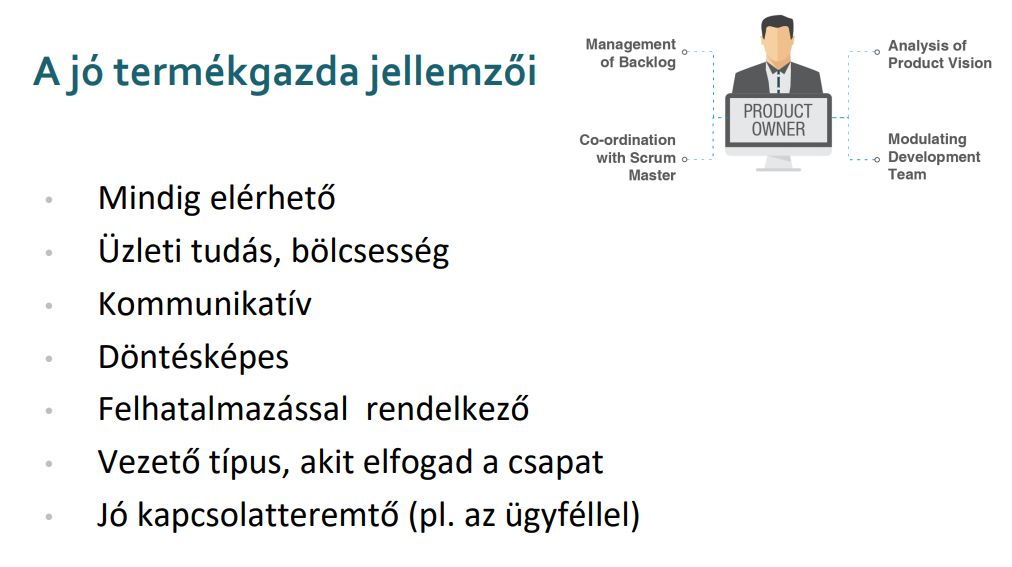 A jó termékgazda jellemzői
Management
of Backlog
Co-ordination
with Scrum
Master
PRODUCT
OWNER
Analysis of
Product Vision
Modulating
Development
Team
• Mindig elérhető
• Üzleti tudás, bölcsesség
• Kommunikatív
• Döntésképes
• Felhatalmazással rendelkező
• Vezető típus, akit elfogad a csapat
• Jó kapcsolatteremtő (pl. az ügyféllel)